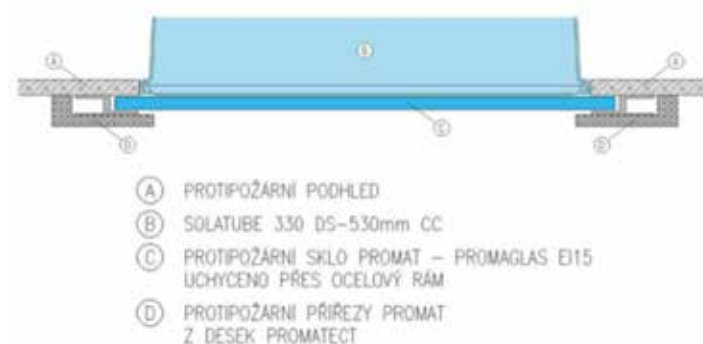 A
B
A
D
C
D
A PROTIPOŽÁRNÍ PODHLED
B SOLATUBE 330 DS-530mm CC
C PROTIPOŽÁRNÍ SKLO PROMAT - PROMAGLAS EI15
UCHYCENO PŘES OCELOVÝ RÁM
D PROTIPOŽÁRNÍ PŘÍŘEZY PROMAT
Z DESEK PROMATECT